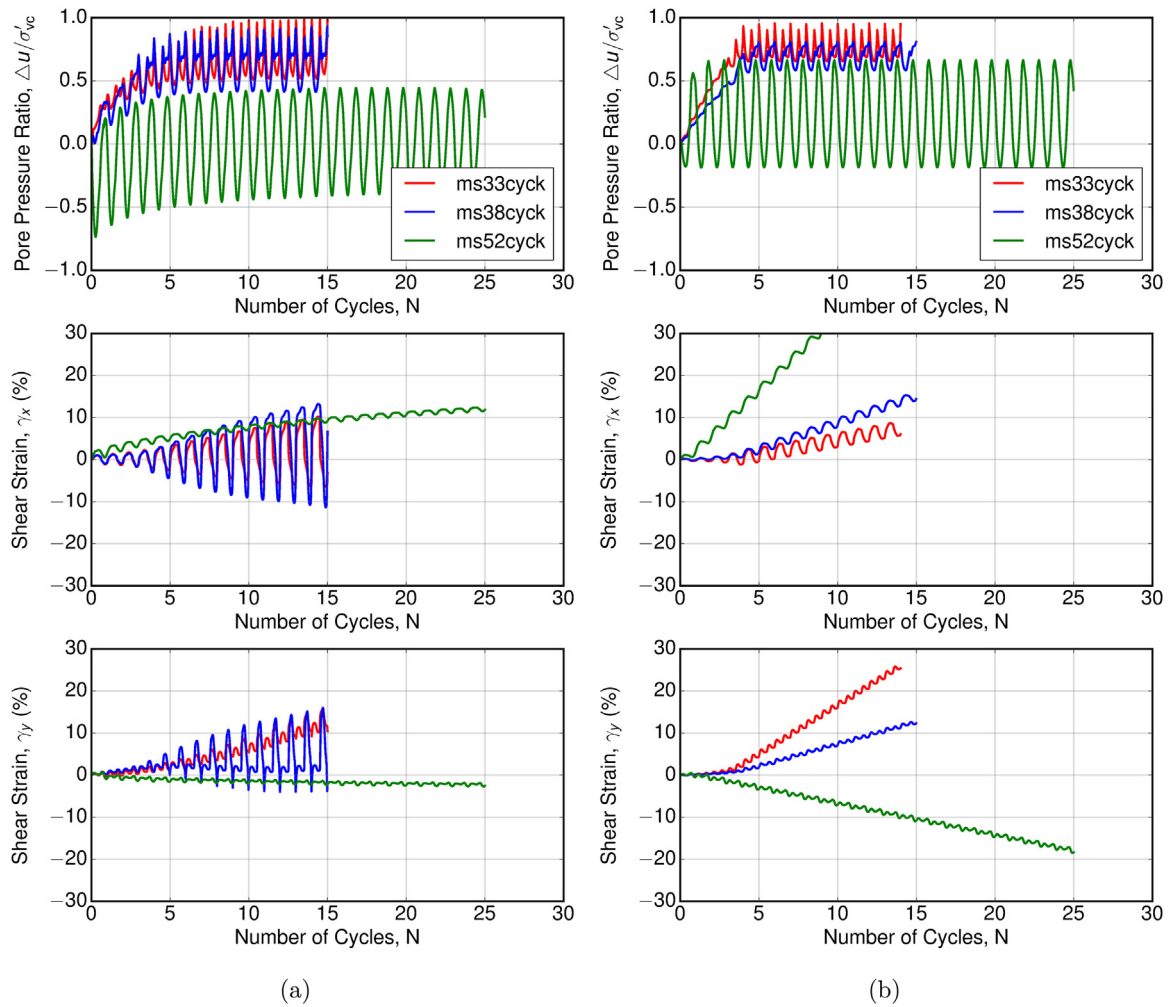 1.0
0.5
0.0
−0.5
−1.0
Pore Pressure Ratio, △u/σ′vc
0 5 10 15 20 25 30
Number of Cycles, N
ms33cyck
ms38cyck
ms52cyck
1.0
0.5
0.0
−0.5
−1.0
Pore Pressure Ratio, △u/σ′vc
0 5 10 15 20 25 30
Number of Cycles, N
ms33cyck
ms38cyck
ms52cyck
30
20
10
0
−10
−20
−30
Shear Strain, γx (%)
0 5 10 15 20 25 30
Number of Cycles, N
30
20
10
0
−10
−20
−30
Shear Strain, γx (%)
0 5 10 15 20 25 30
Number of Cycles, N
30
20
10
0
−10
−20
−30
Shear Strain, γy (%)
0 5 10 15 20 25 30
Number of Cycles, N
30
20
10
0
−10
−20
−30
Shear Strain, γy (%)
0 5 10 15 20 25 30
Number of Cycles, N
(a)
(b)